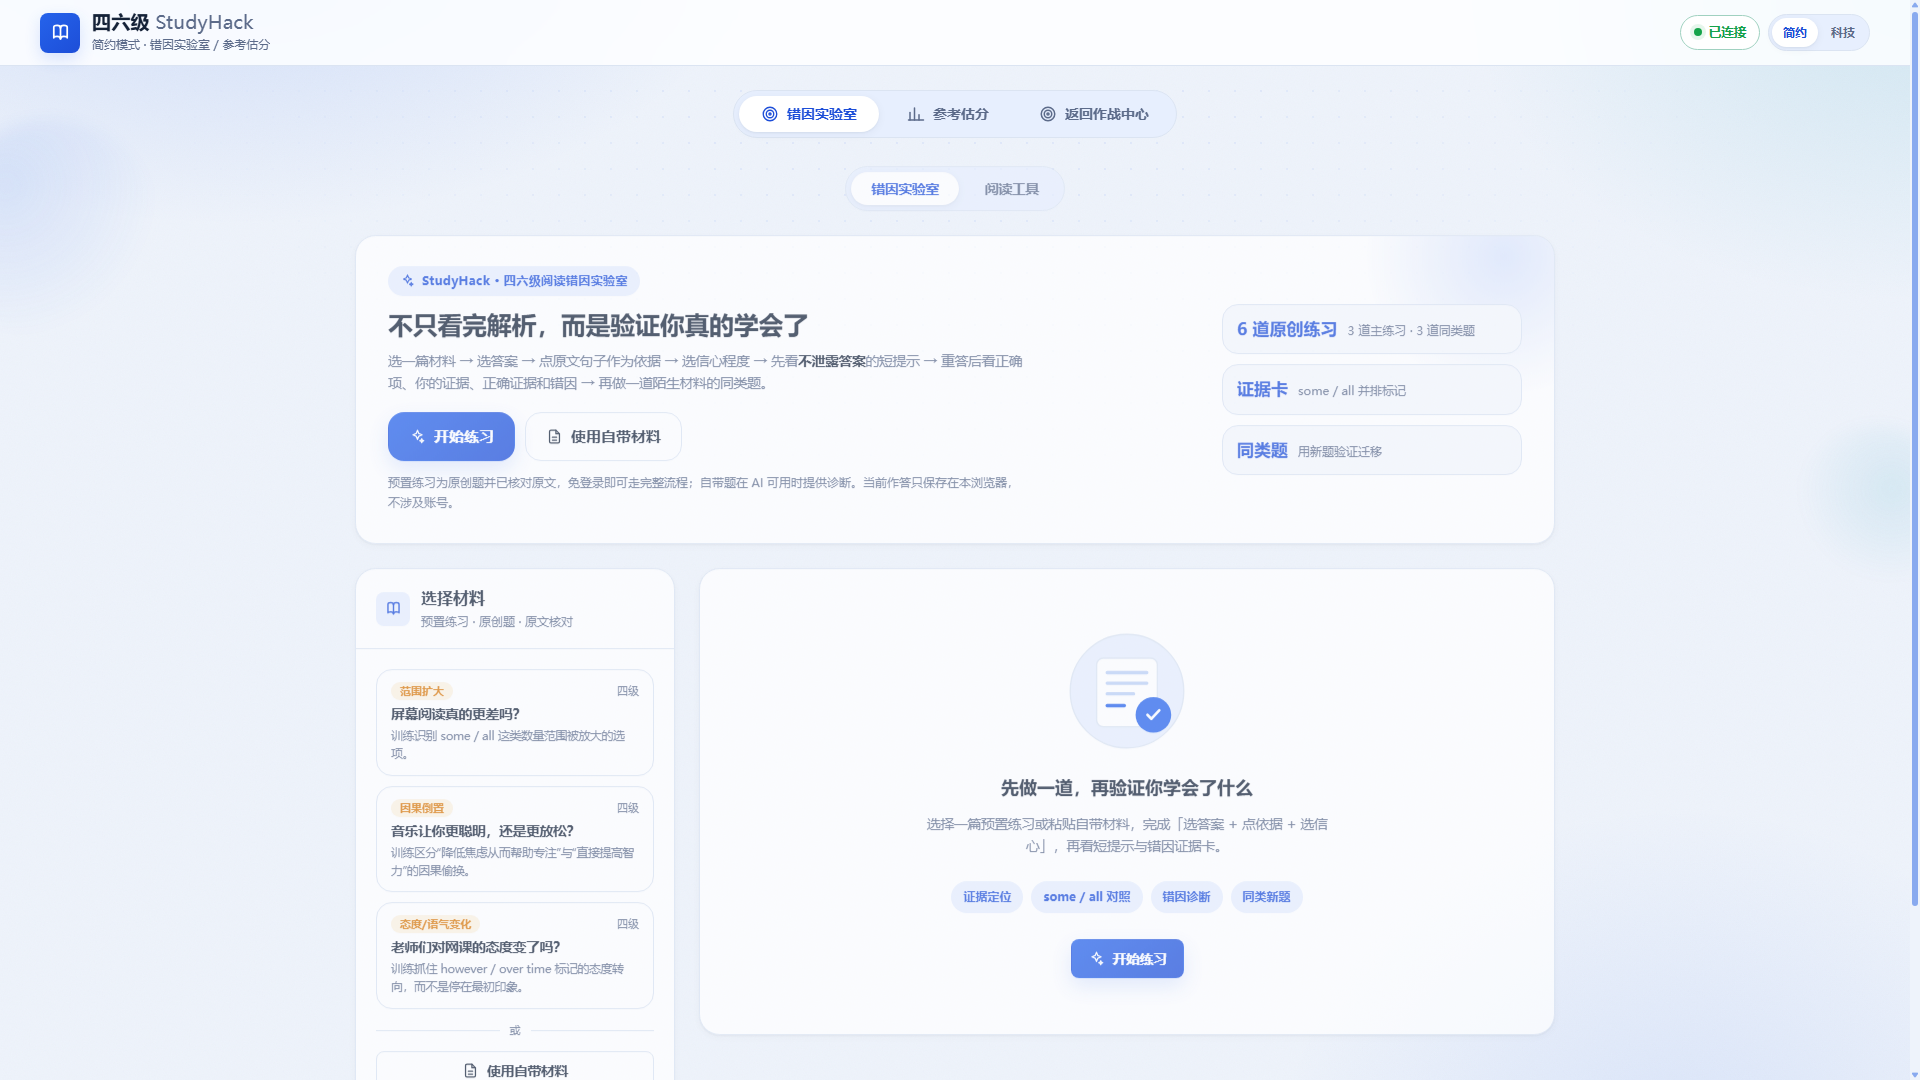 四六级 StudyHack
简约模式 · 错因实验室 / 参考估分
已连接
简约
科技
错因实验室
参考估分
返回作战中心
错因实验室
阅读工具
StudyHack • 四六级阅读错因实验室
不只看完解析，而是验证你真的学会了
选一篇材料 → 选答案 → 点原文句子作为依据 → 选信心程度 → 先看不泄露答案的短提示 → 重答后看正确
项、你的证据、正确证据和错因 → 再做一道陌生材料的同类题。
开始练习
使用自带材料
预置练习为原创题并已核对原文，免登录即可走完整流程；自带题在 AI 可用时提供诊断。当前作答只保存在本浏览器，
不涉及账号。
6 道原创练习 3 道主练习 · 3 道同类题
证据卡 some / all 并排标记
同类题 用新题验证迁移
选择材料
预置练习 · 原创题 · 原文核对
范围扩大
四级
屏幕阅读真的更差吗？
训练识别 some / all 这类数量范围被放大的选
项。
因果倒置
四级
音乐让你更聪明，还是更放松？
训练区分“降低焦虑从而帮助专注”与“直接提高智
力”的因果偷换。
态度/语气变化
四级
老师们对网课的态度变了吗？
训练抓住 however / over time 标记的态度转
向，而不是停在最初印象。
或
使用自带材料
先做一道，再验证你学会了什么
选择一篇预置练习或粘贴自带材料，完成「选答案 + 点依据 + 选信
心」，再看短提示与错因证据卡。
证据定位
some / all 对照
错因诊断
同类新题
开始练习